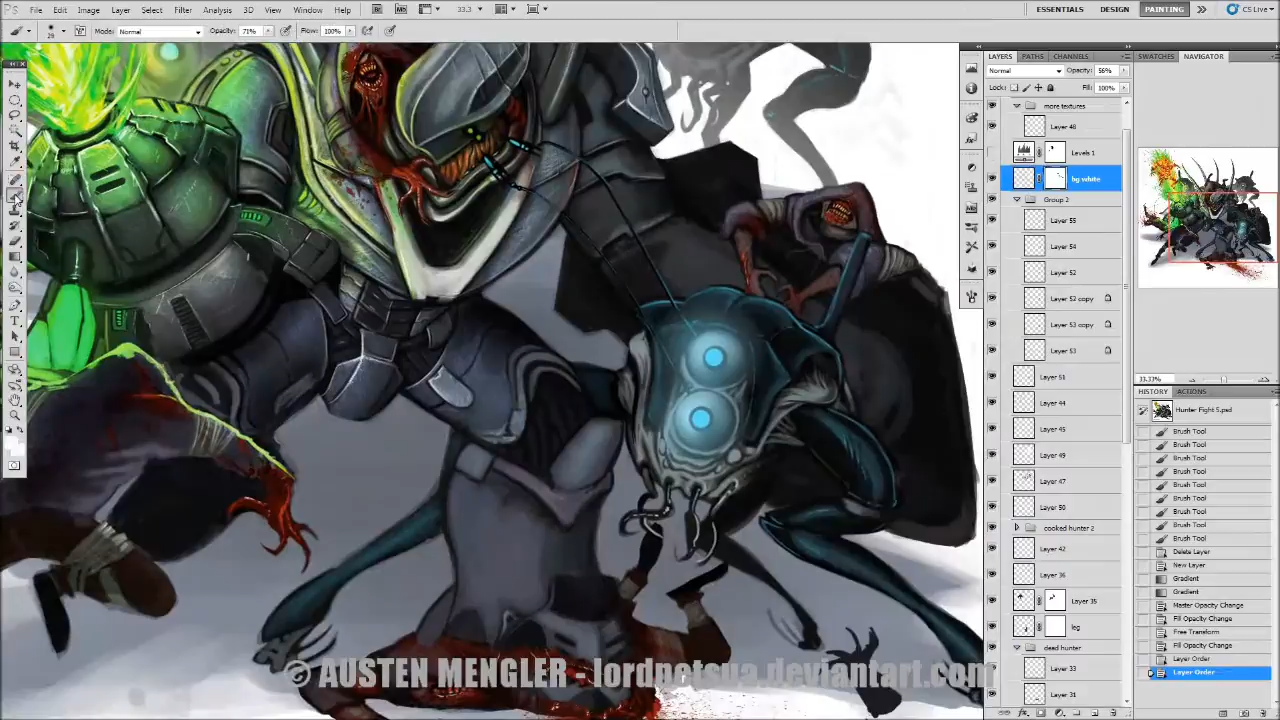 File Edit Image Layer Select Filter Analysis 3D View Window Help 33.3 ESSENTIALS DESIGN PAINTING CS Live
Mode: Normal Opacity: 71% Flow: 100%
LAYERS PATHS CHANNELS
Normal Opacity: 56%
Lock: Fill: 100%
more textures
Layer 48
Levels 1
bg white
Group 2
Layer 55
Layer 54
Layer 52
Layer 52 copy
Layer 53 copy
Layer 53
Layer 51
Layer 44
Layer 45
Layer 49
Layer 47
Layer 50
cooked hunter 2
Layer 42
Layer 36
Layer 35
leg
dead hunter
Layer 33
Layer 31
SWATCHES NAVIGATOR
33.33%
HISTORY ACTIONS
Hunter Fight 5.psd
Brush Tool
Brush Tool
Brush Tool
Brush Tool
Brush Tool
Brush Tool
Brush Tool
Brush Tool
Brush Tool
Delete Layer
New Layer
Gradient
Gradient
Master Opacity Change
Fill Opacity Change
Free Transform
Fill Opacity Change
Layer Order
Layer Order
© AUSTEN MENGLER - lordnetsua.deviantart.com